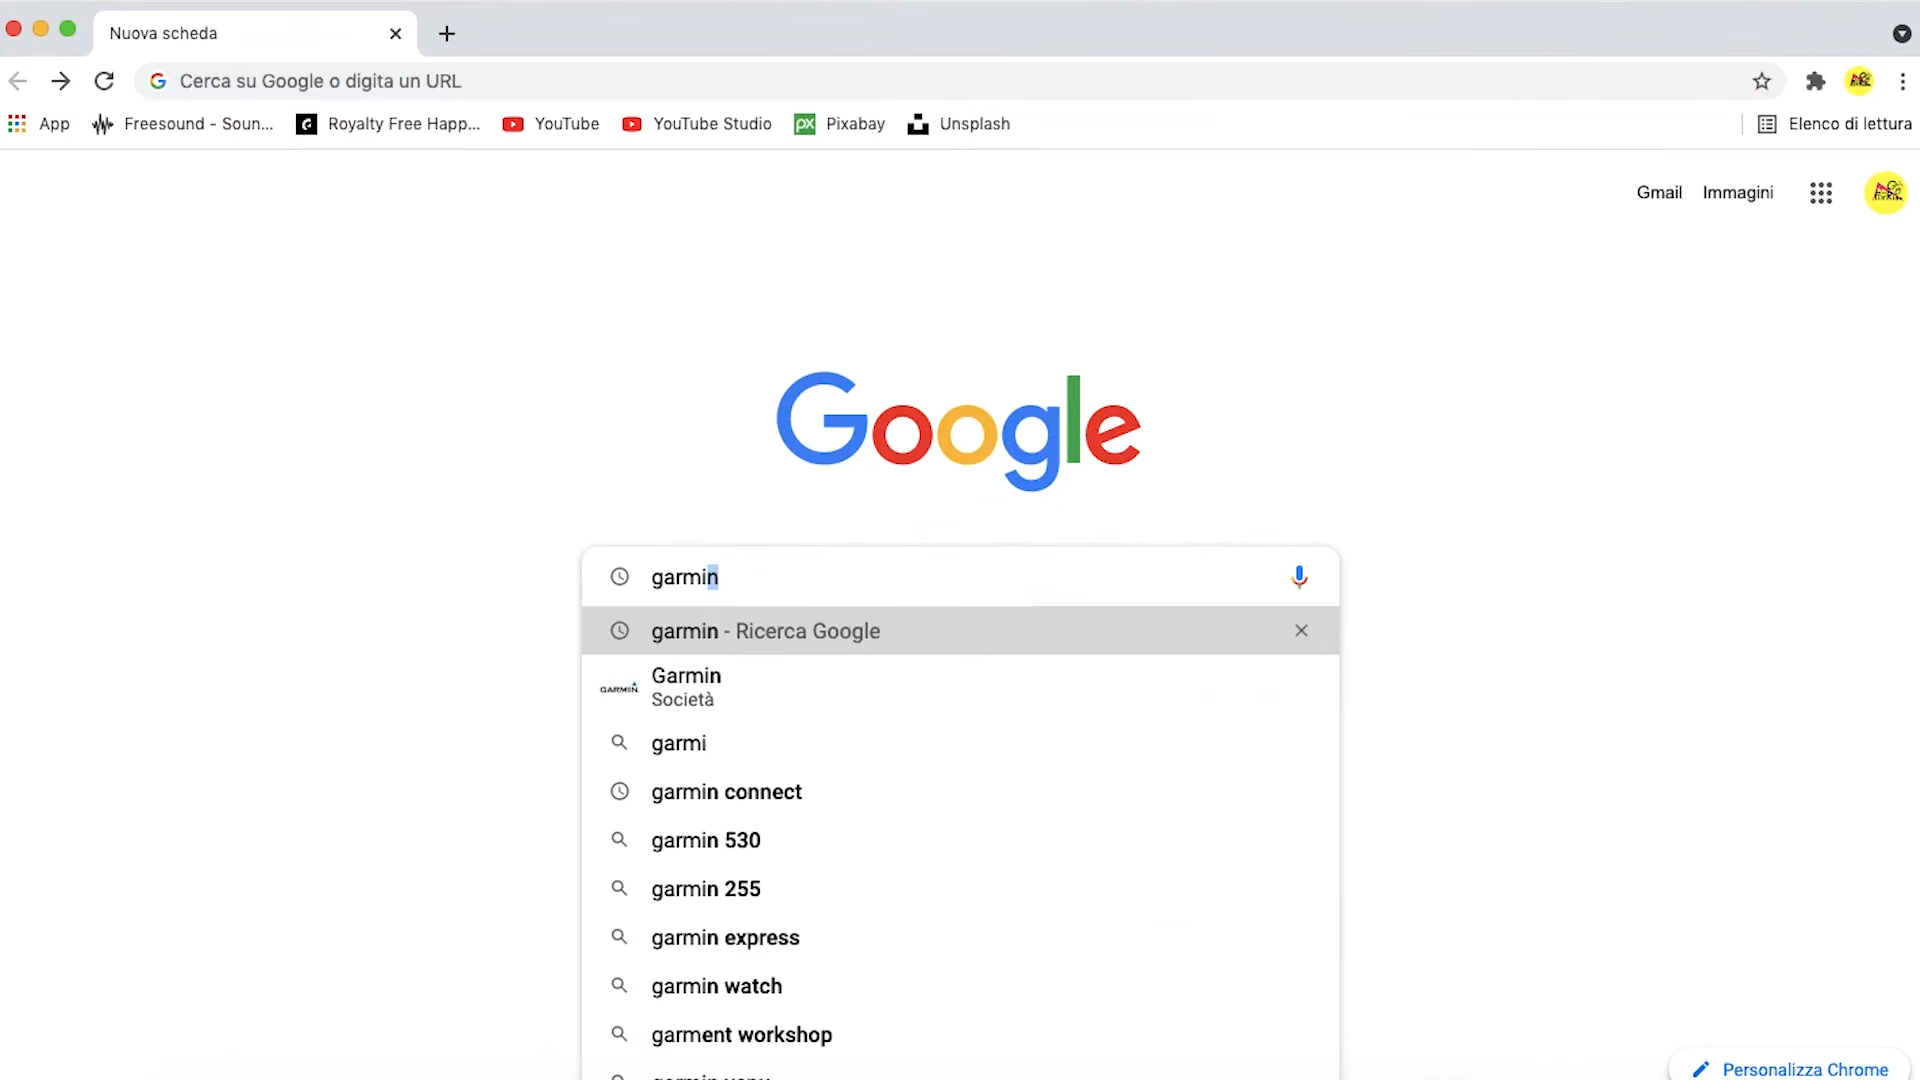 Nuova scheda
Cerca su Google o digita un URL
App Freesound - Soun... Royalty Free Happ... YouTube YouTube Studio Pixabay Unsplash Elenco di lettura
Gmail Immagini
Google
garmin
garmin - Ricerca Google
GARMIN
Garmin
Società
garmi
garmin connect
garmin 530
garmin 255
garmin express
garmin watch
garment workshop
Personalizza Chrome